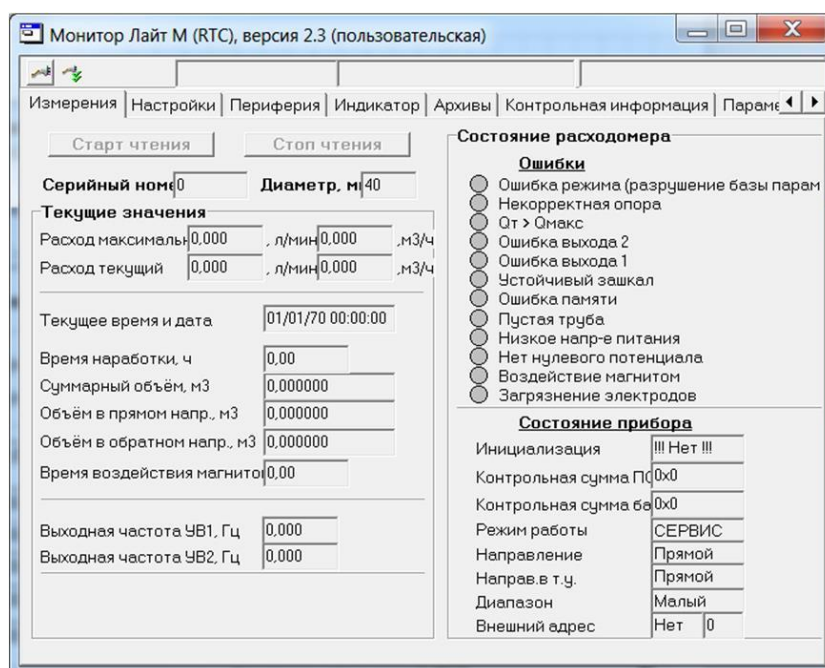 Монитор Лайт М (RTC), версия 2.3 (пользовательская)
Измерения Настройки Периферия Индикатор Архивы Контрольная информация Параме
Старт чтения Стоп чтения
Серийный номе 0 Диаметр, м 40
Текущие значения
Расход максимальн 0,000 , л/мин 0,000 ,м3/ч
Расход текущий 0,000 , л/мин 0,000 ,м3/ч
Текущее время и дата 01/01/70 00:00:00
Время наработки, ч 0,00
Суммарный объём, м3 0,000000
Объём в прямом напр., м3 0,000000
Объём в обратном напр., м3 0,000000
Время воздействия магнито 0,00
Выходная частота УВ1, Гц 0,000
Выходная частота УВ2, Гц 0,000
Состояние расходомера
Ошибки
Ошибка режима (разрушение базы парам
Некорректная опора
Qт > Qмакс
Ошибка выхода 2
Ошибка выхода 1
Устойчивый зашкал
Ошибка памяти
Пустая труба
Низкое напр-е питания
Нет нулевого потенциала
Воздействие магнитом
Загрязнение электродов
Состояние прибора
Инициализация !!! Нет !!!
Контрольная сумма ПО 0x0
Контрольная сумма ба 0x0
Режим работы СЕРВИС
Направление Прямой
Направ.в т.у. Прямой
Диапазон Малый
Внешний адрес Нет 0